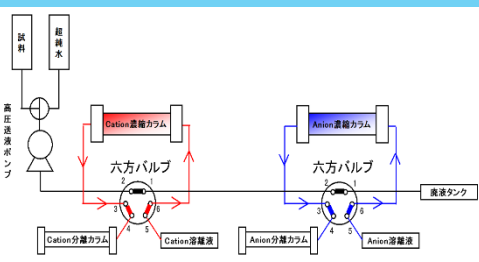 試料
超純水
高圧送液ポンプ
Cation濃縮カラム
Anion濃縮カラム
六方バルブ
六方バルブ
2
1
3
6
4
5
2
1
3
6
4
5
廃液タンク
Cation分離カラム
Cation溶離液
Anion分離カラム
Anion溶離液